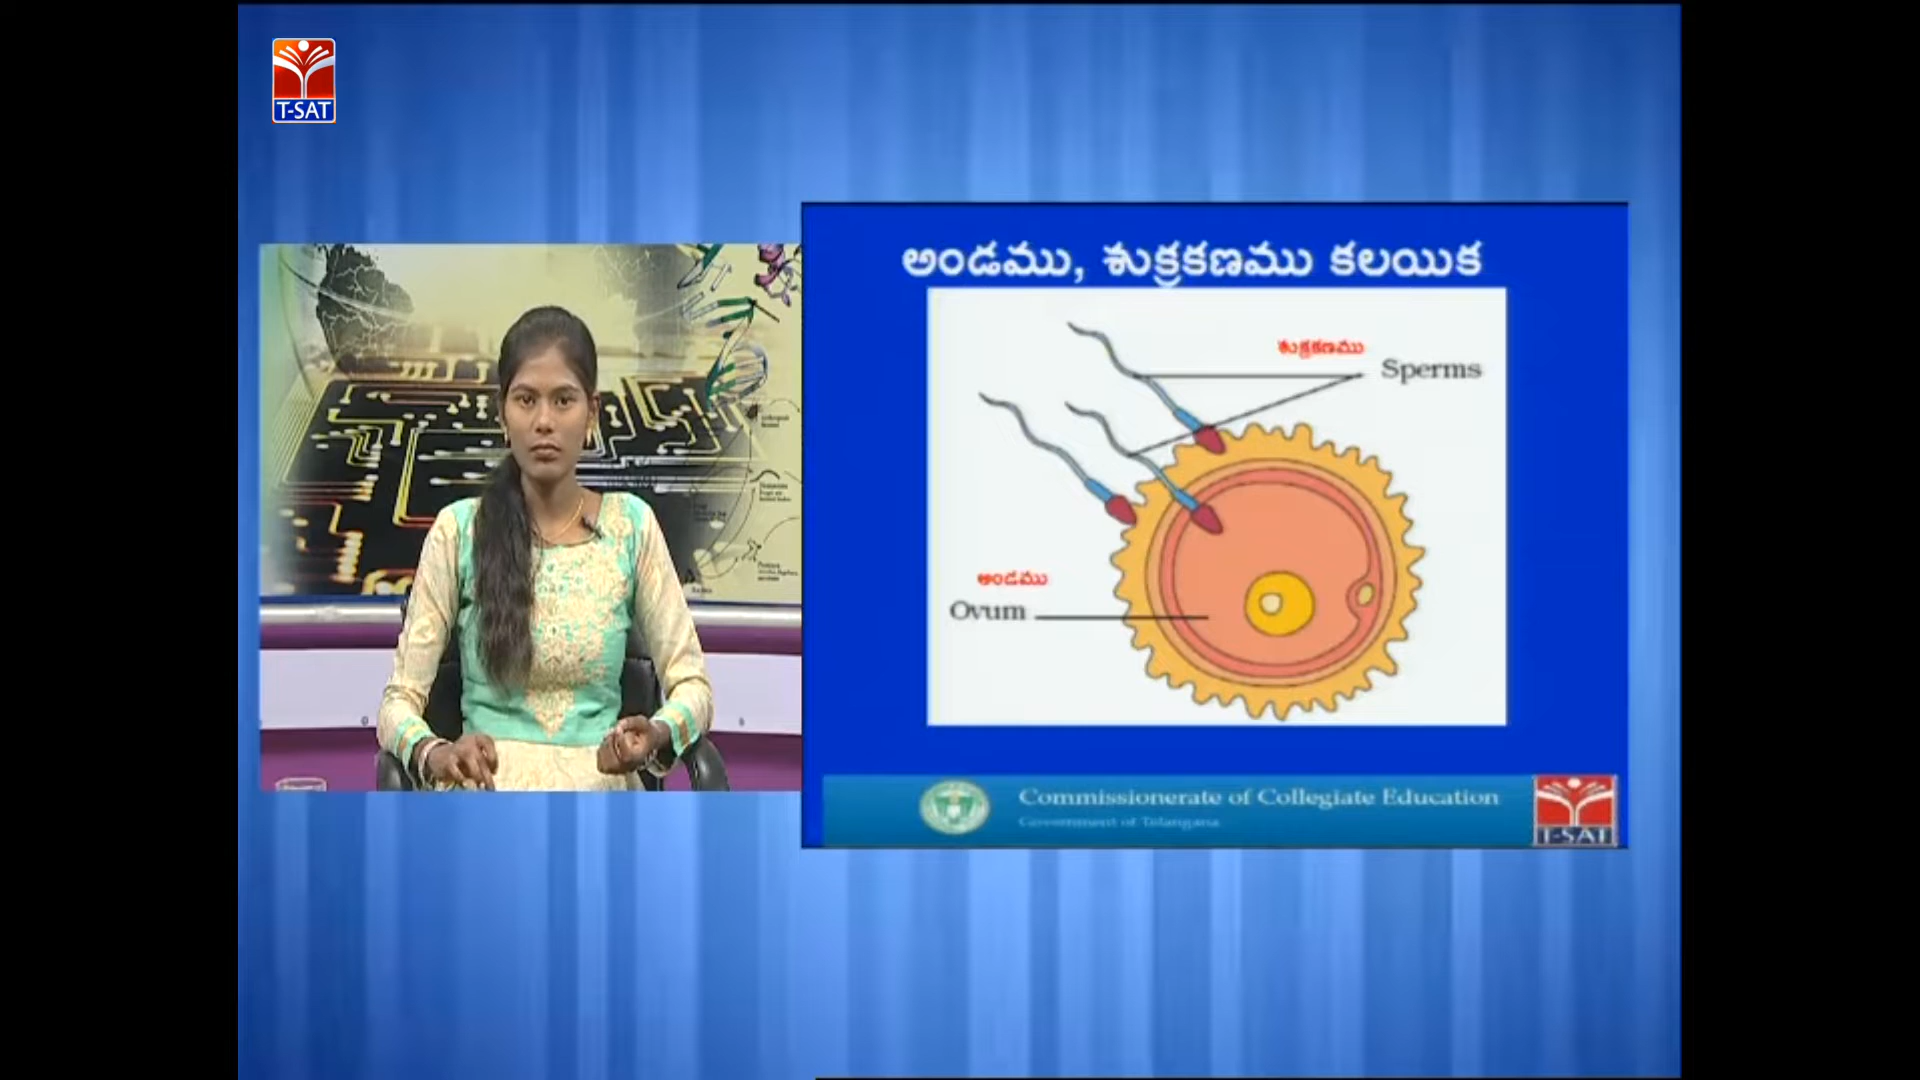 T-SAT
అండము, శుక్రకణము కలయిక
శుక్రకణము
Sperms
అండము
Ovum
Commissionerate of Collegiate Education
Government of Telangana
T-SAT